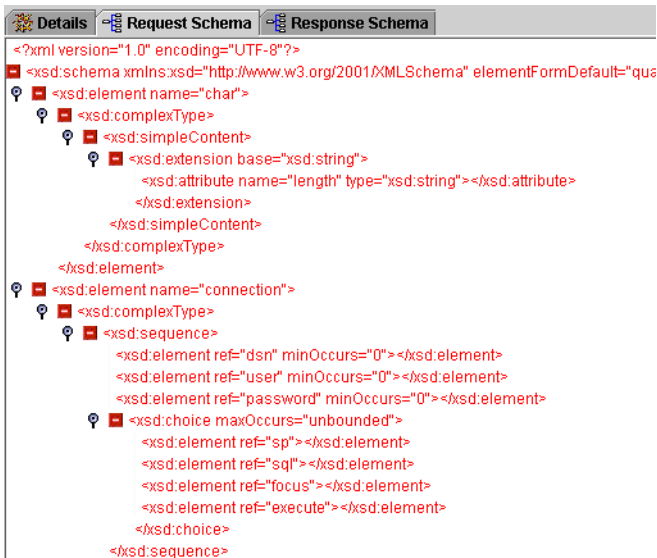 Details Request Schema Response Schema
<?xml version="1.0" encoding="UTF-8"?>
<xsd:schema xmlns:xsd="http://www.w3.org/2001/XMLSchema" elementFormDefault="qua
<xsd:element name="char">
<xsd:complexType>
<xsd:simpleContent>
<xsd:extension base="xsd:string">
<xsd:attribute name="length" type="xsd:string"></xsd:attribute>
</xsd:extension>
</xsd:simpleContent>
</xsd:complexType>
</xsd:element>
<xsd:element name="connection">
<xsd:complexType>
<xsd:sequence>
<xsd:element ref="dsn" minOccurs="0"></xsd:element>
<xsd:element ref="user" minOccurs="0"></xsd:element>
<xsd:element ref="password" minOccurs="0"></xsd:element>
<xsd:choice maxOccurs="unbounded">
<xsd:element ref="sp"></xsd:element>
<xsd:element ref="sql"></xsd:element>
<xsd:element ref="focus"></xsd:element>
<xsd:element ref="execute"></xsd:element>
</xsd:choice>
</xsd:sequence>